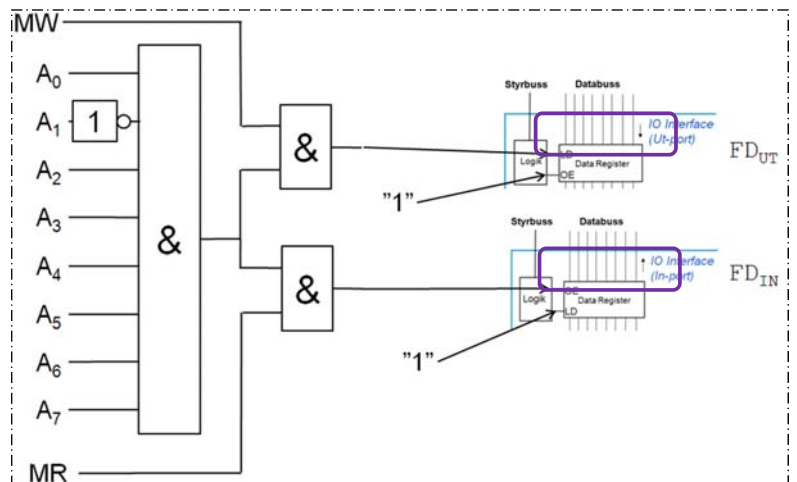 MW
A0
A1
1
A2
A3
A4
A5
A6
A7
MR
&
&
&
Styrbuss Databuss
IO Interface
(Ut-port)
LD
Logik
Data Register
OE
"1"
FDUT
Styrbuss Databuss
IO Interface
(In-port)
OE
Logik
Data Register
LD
"1"
FDIN